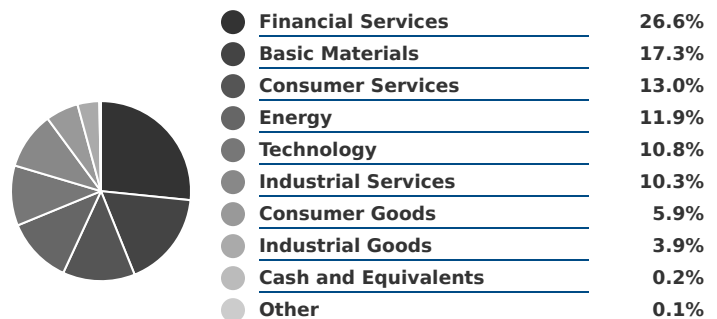 Financial Services 26.6%
Basic Materials 17.3%
Consumer Services 13.0%
Energy 11.9%
Technology 10.8%
Industrial Services 10.3%
Consumer Goods 5.9%
Industrial Goods 3.9%
Cash and Equivalents 0.2%
Other 0.1%